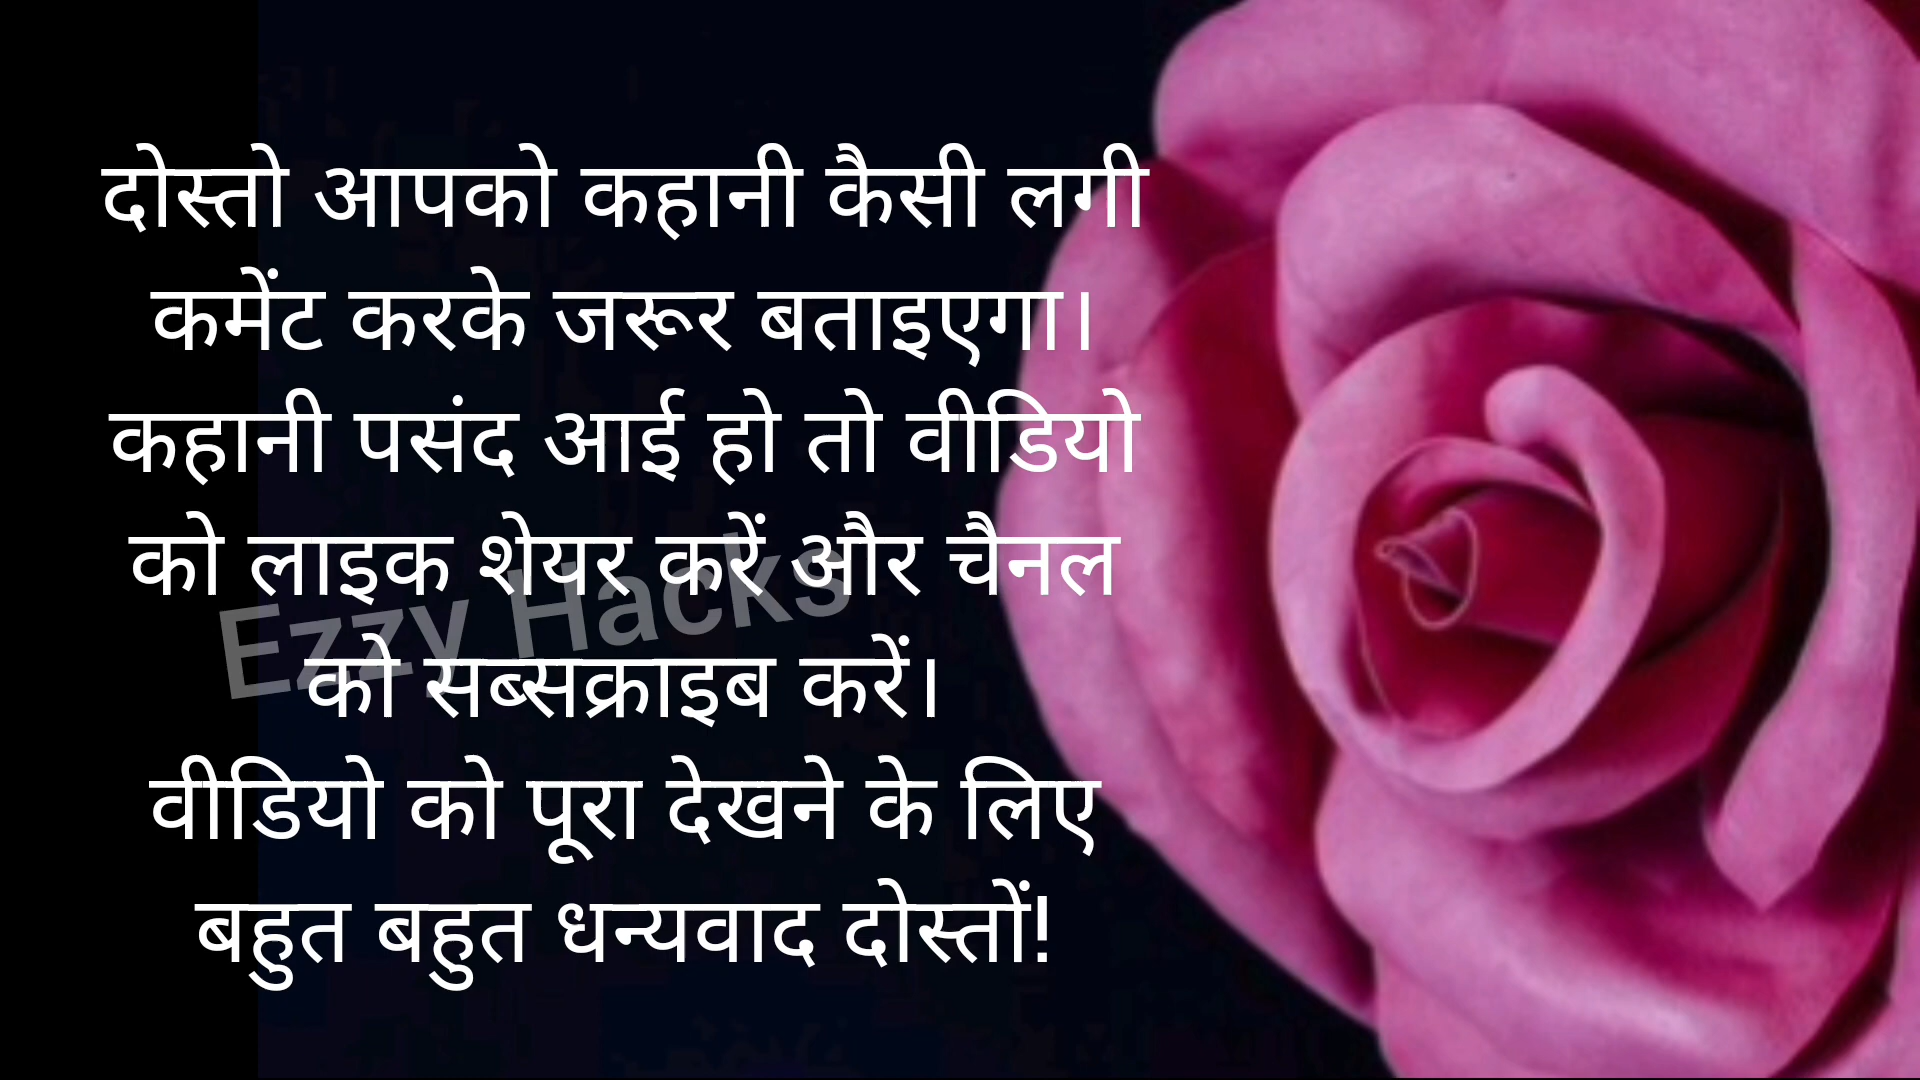 दोस्तो आपको कहानी कैसी लगी
कमेंट करके जरूर बताइएगा।
कहानी पसंद आई हो तो वीडियो
को लाइक शेयर करें और चैनल
को सब्सक्राइब करें।
वीडियो को पूरा देखने के लिए
बहुत बहुत धन्यवाद दोस्तों!
Ezzy Hacks